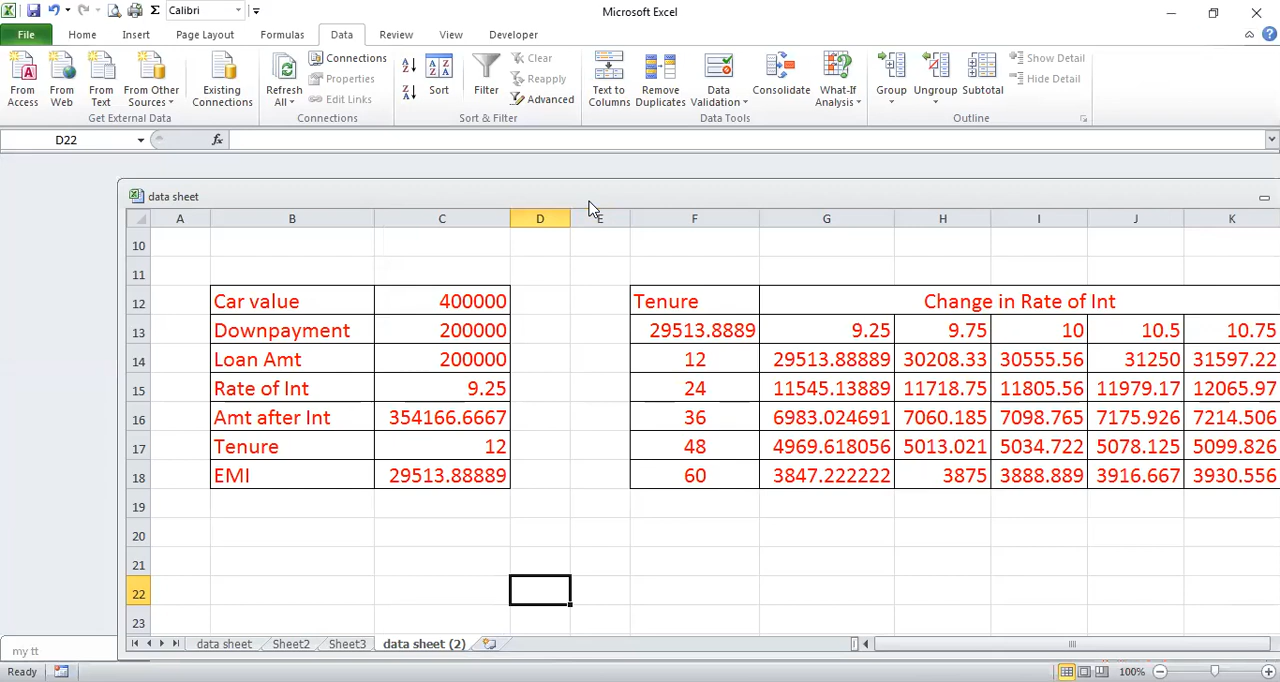 Calibri
Microsoft Excel
File Home Insert Page Layout Formulas Data Review View Developer
From Access
From Web
From Text
From Other Sources
Existing Connections
Refresh All
Connections
Properties
Edit Links
Sort
Filter
Clear
Reapply
Advanced
Text to Columns
Remove Duplicates
Data Validation
Consolidate
What-If Analysis
Group
Ungroup
Subtotal
Show Detail
Hide Detail
Get External Data Connections Sort & Filter Data Tools Outline
D22 fx
data sheet
A B C D E F G H I J K
10
11
12 Car value 400000 Tenure Change in Rate of Int
13 Downpayment 200000 29513.8889 9.25 9.75 10 10.5 10.75
14 Loan Amt 200000 12 29513.88889 30208.33 30555.56 31250 31597.22
15 Rate of Int 9.25 24 11545.13889 11718.75 11805.56 11979.17 12065.97
16 Amt after Int 354166.6667 36 6983.024691 7060.185 7098.765 7175.926 7214.506
17 Tenure 12 48 4969.618056 5013.021 5034.722 5078.125 5099.826
18 EMI 29513.88889 60 3847.222222 3875 3888.889 3916.667 3930.556
19
20
21
22
23
data sheet Sheet2 Sheet3 data sheet (2)
my tt
Ready 100%